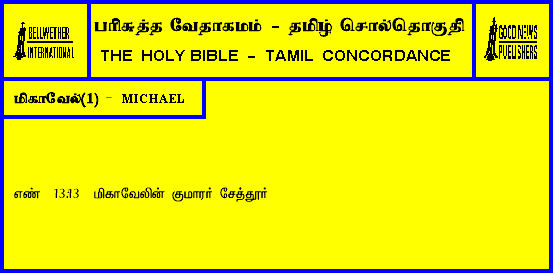 BELLWETHER
INTERNATIONAL
பரிசுத்த வேதாகமம் - தமிழ் சொல்தொகுதி
THE HOLY BIBLE - TAMIL CONCORDANCE
GOOD NEWS
PUBLISHERS
மிகாவேல்(1) - MICHAEL
எண் 13:13 மிகாவேலின் குமாரர் சேத்தூர்